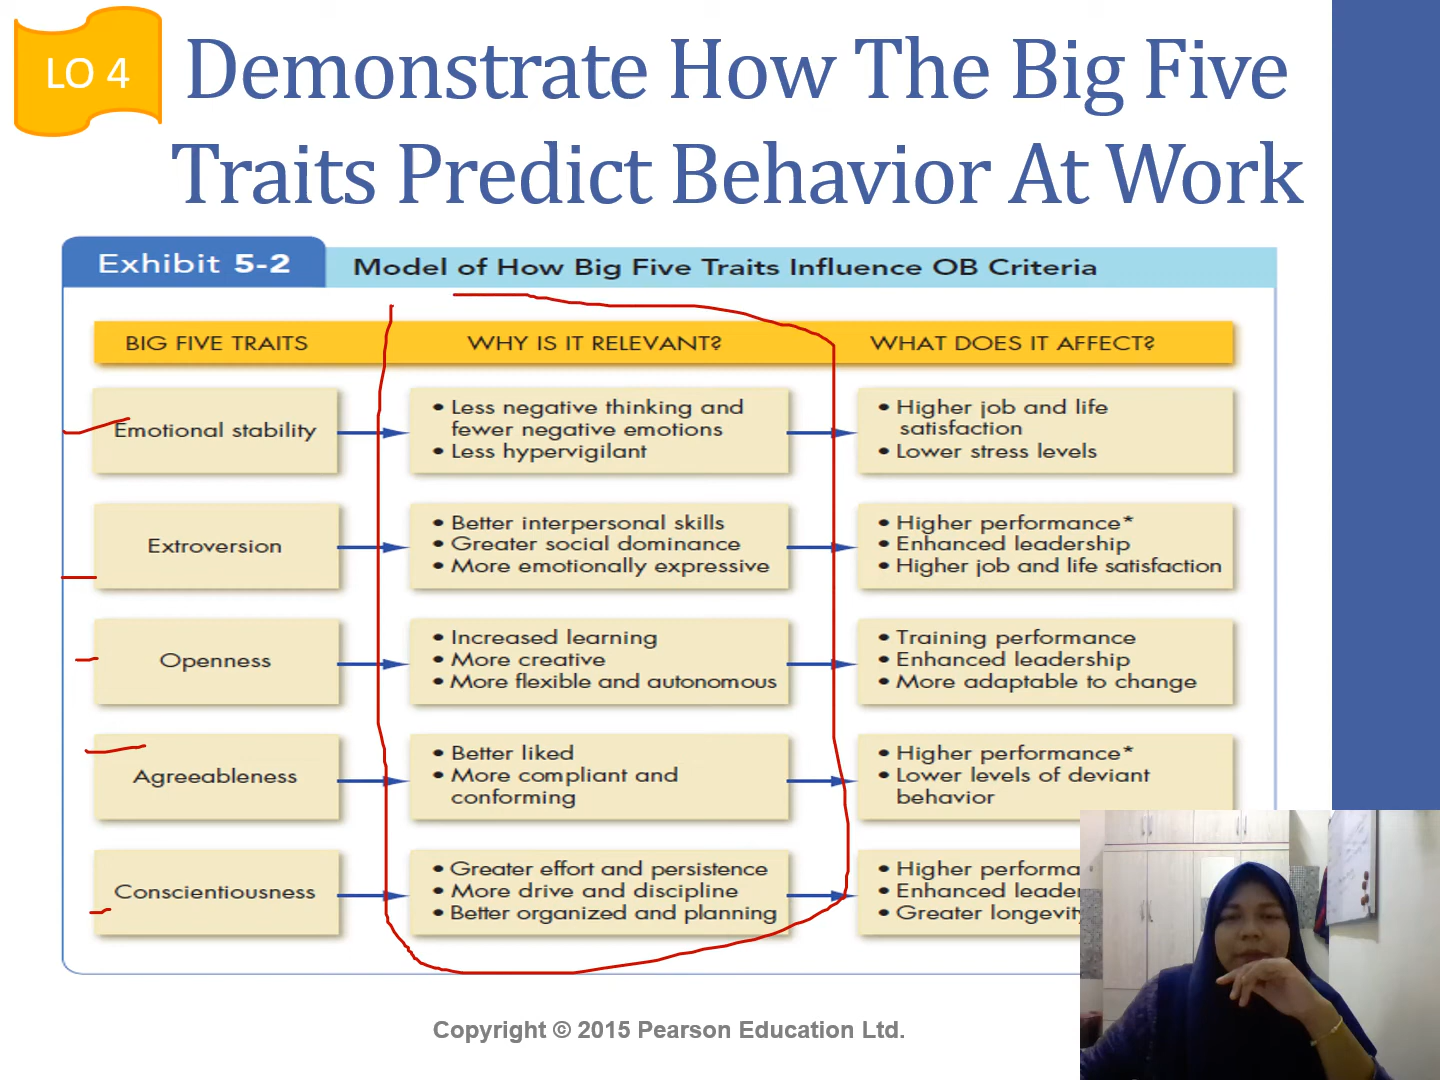 LO 4
Demonstrate How The Big Five
Traits Predict Behavior At Work
Exhibit 5-2
Model of How Big Five Traits Influence OB Criteria
BIG FIVE TRAITS
WHY IS IT RELEVANT?
WHAT DOES IT AFFECT?
Emotional stability
• Less negative thinking and
fewer negative emotions
• Less hypervigilant
• Higher job and life
satisfaction
• Lower stress levels
Extroversion
• Better interpersonal skills
• Greater social dominance
• More emotionally expressive
• Higher performance*
• Enhanced leadership
• Higher job and life satisfaction
Openness
• Increased learning
• More creative
• More flexible and autonomous
• Training performance
• Enhanced leadership
• More adaptable to change
Agreeableness
• Better liked
• More compliant and
conforming
• Higher performance*
• Lower levels of deviant
behavior
Conscientiousness
• Greater effort and persistence
• More drive and discipline
• Better organized and planning
• Higher
• Enhanced
• Greater
Copyright © 2015 Pearson Education Ltd.